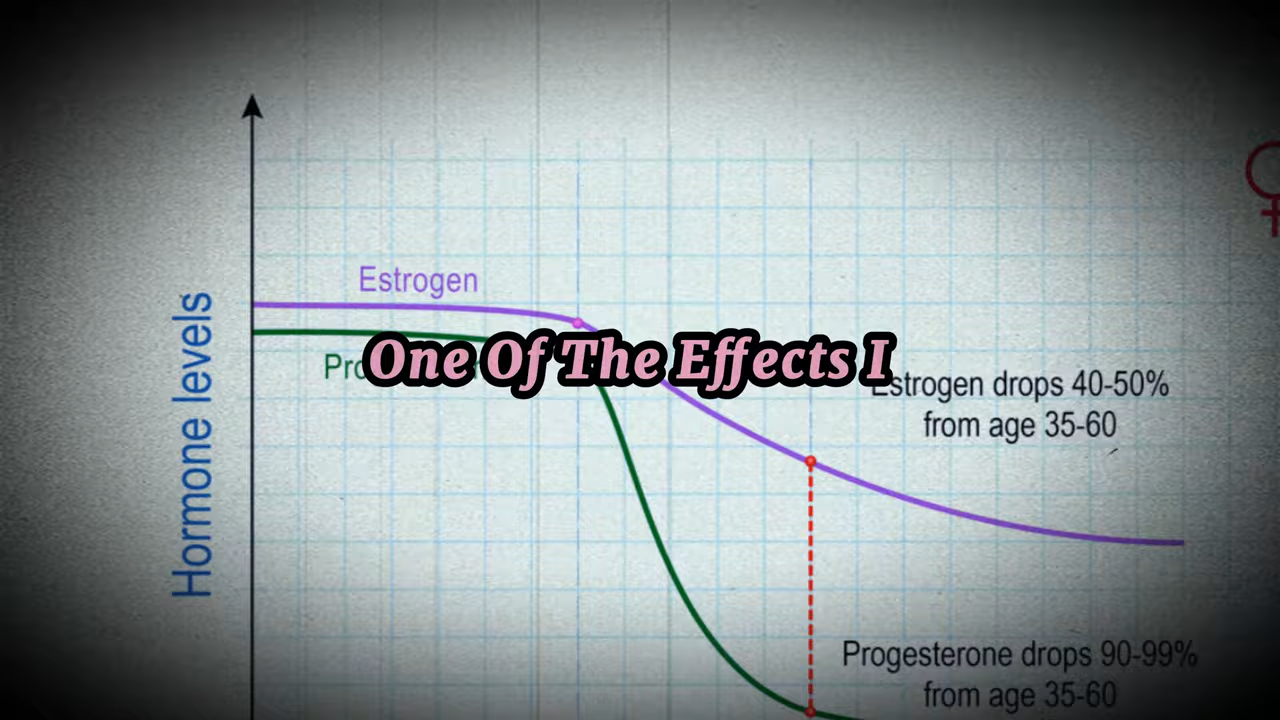 Estrogen
One Of The Effects I
Estrogen drops 40-50%
from age 35-60
Hormone levels
Progesterone drops 90-99%
from age 35-60